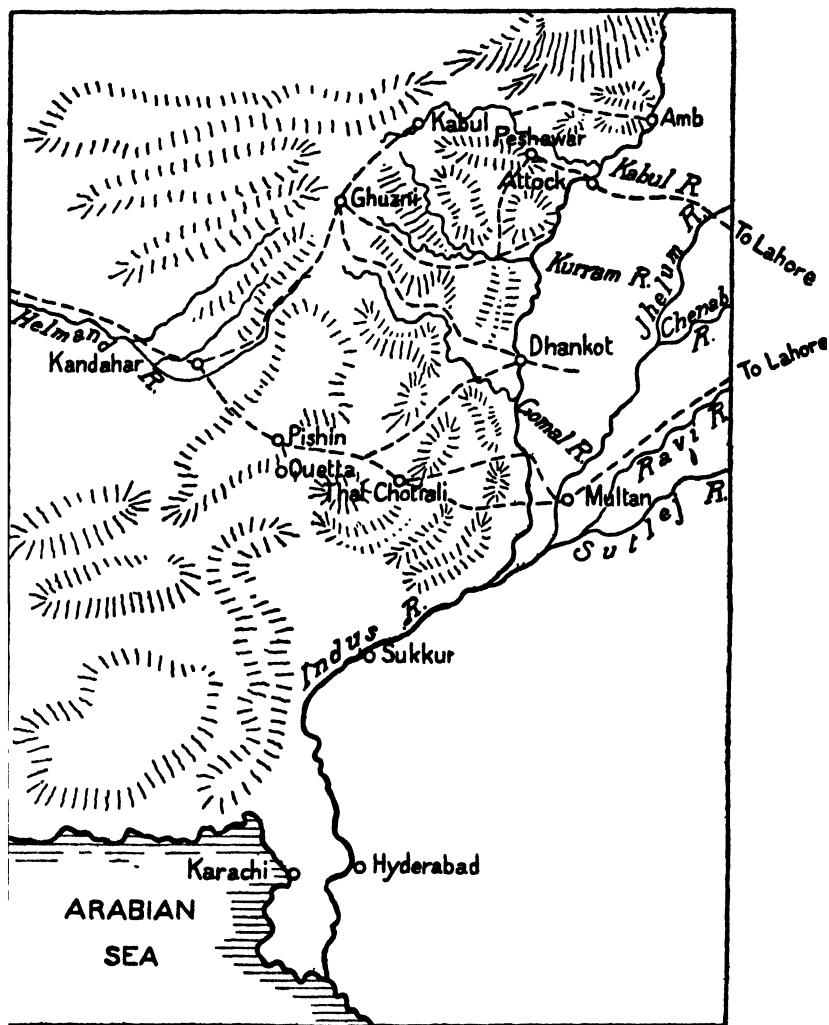 Kabul
Amb
Peshawar
Attock
Kabul R.
Ghuzni
To Lahore
Kurram R.
Jhelum R.
Chenab R.
Helmand R.
Kandahar
Dhankot
To Lahore
Gomal R.
Ravi R.
Pishin
Quetta
Thal-Chotrali
Multan
Sutlej R.
Indus R.
Sukkur
Karachi
Hyderabad
ARABIAN
SEA